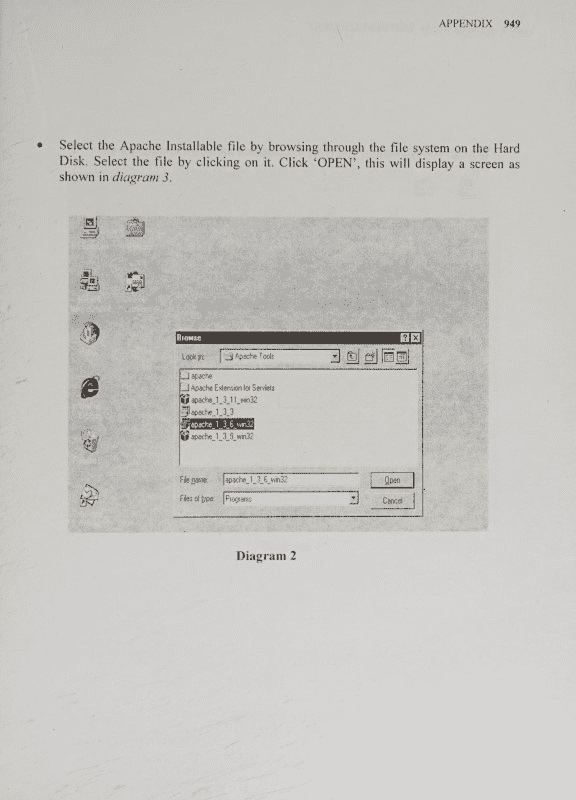 APPENDIX 949
• Select the Apache Installable file by browsing through the file system on the Hard
Disk. Select the file by clicking on it. Click ‘OPEN’, this will display a screen as
shown in diagram 3.
Browse
Look in: Apache Tools
apache
Apache Extension for Servlets
apache_1_3_11_win32
apache_1_3_3
apache_1_3_6_win32
apache_1_3_9_win32
File name: apache_1_3_6_win32 Open
Files of type: Programs Cancel
Diagram 2